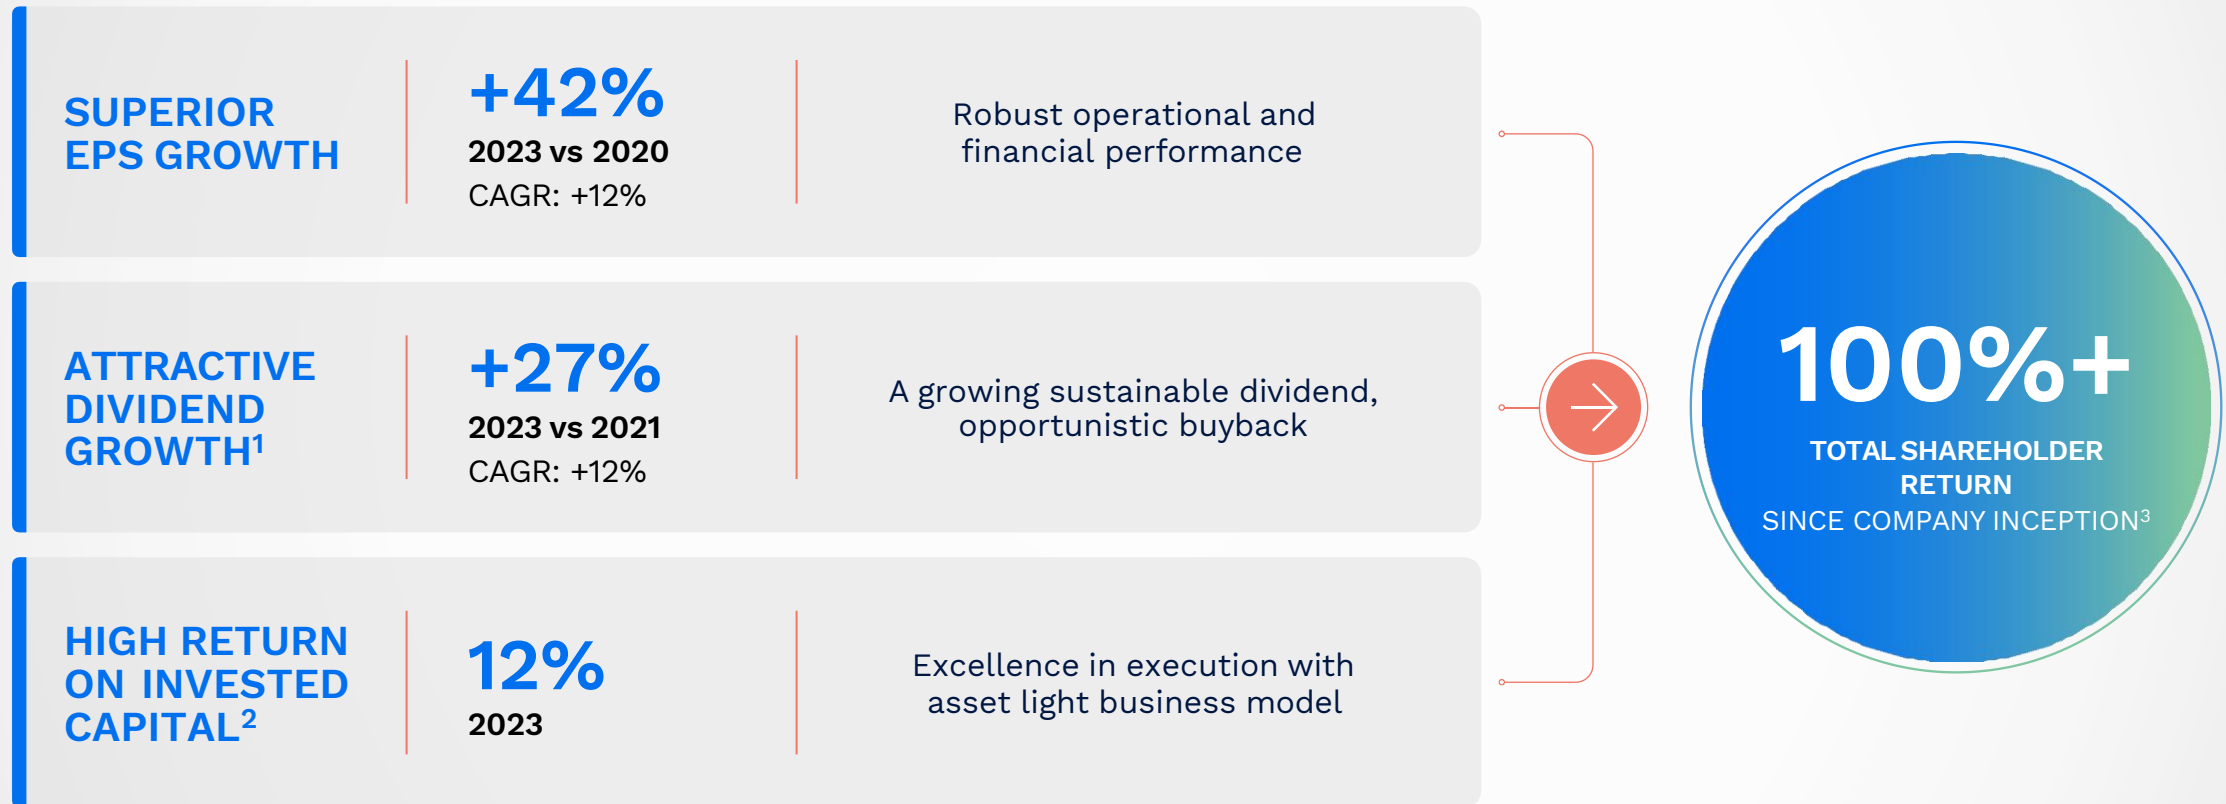 SUPERIOR
EPS GROWTH
+42%
2023 vs 2020
CAGR: +12%
Robust operational and
financial performance
ATTRACTIVE
DIVIDEND
GROWTH¹
+27%
2023 vs 2021
CAGR: +12%
A growing sustainable dividend,
opportunistic buyback
HIGH RETURN
ON INVESTED
CAPITAL²
12%
2023
Excellence in execution with
asset light business model
100%+
TOTAL SHAREHOLDER
RETURN
SINCE COMPANY INCEPTION³